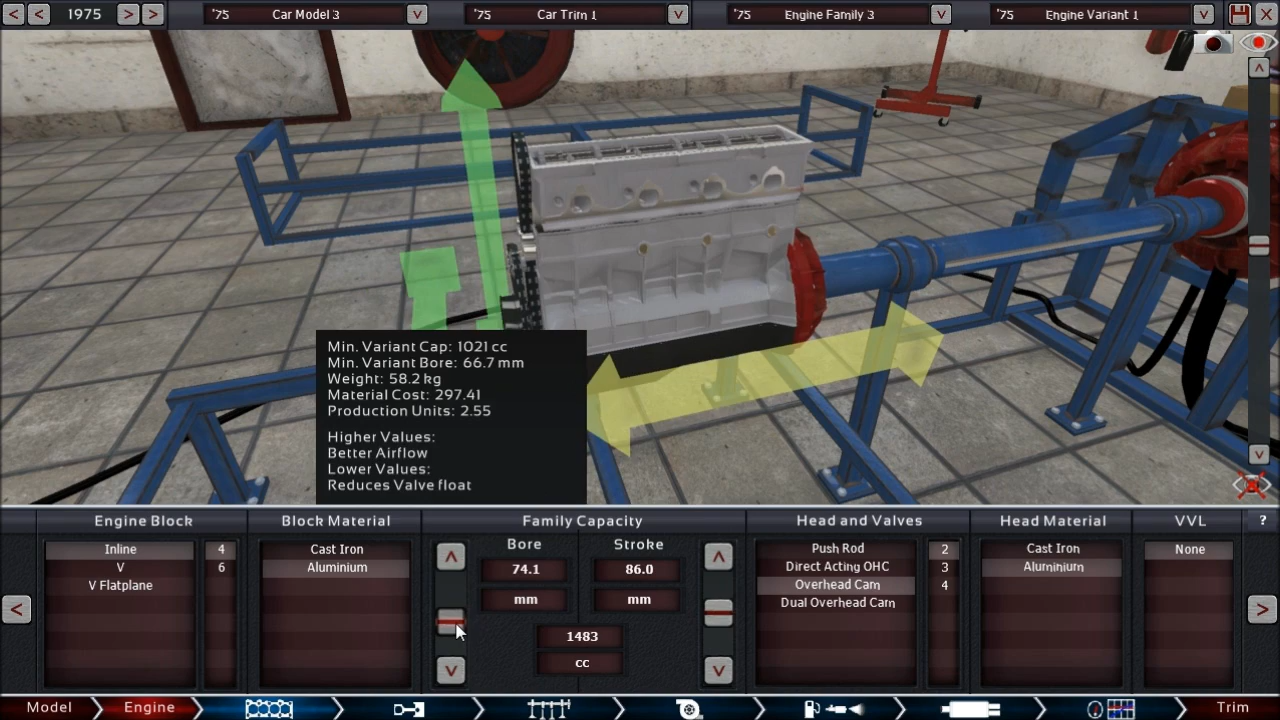 < < 1975 > > '75 Car Model 3 V '75 Car Trim 1 V '75 Engine Family 3 V '75 Engine Variant 1 V X
Min. Variant Cap: 1021 cc
Min. Variant Bore: 66.7 mm
Weight: 58.2 kg
Material Cost: 297.41
Production Units: 2.55
Higher Values:
Better Airflow
Lower Values:
Reduces Valve float
Engine Block
Inline 4
V 6
V Flatplane
Block Material
Cast Iron
Aluminium
Family Capacity
Bore Stroke
74.1 86.0
mm mm
1483
cc
Head and Valves
Push Rod 2
Direct Acting OHC 3
Overhead Cam 4
Dual Overhead Cam
Head Material
Cast Iron
Aluminium
VVL
None
?
< >
Model Engine Trim